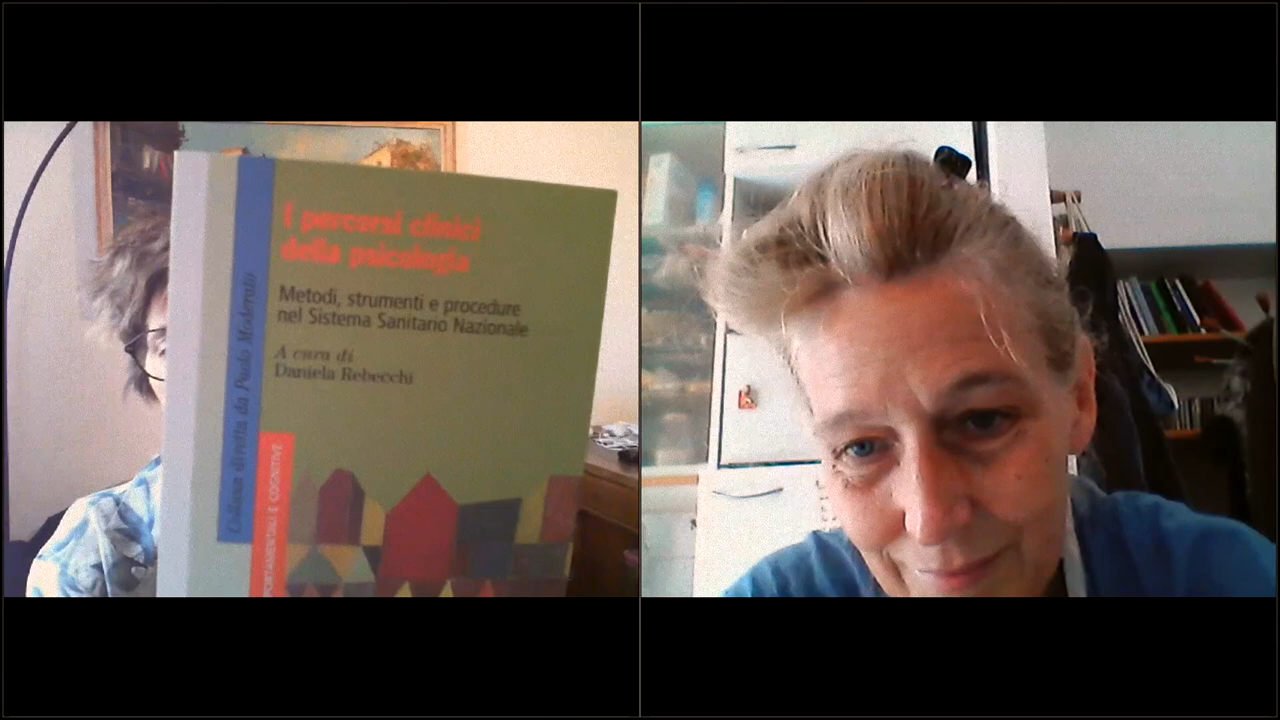 I percorsi clinici
della psicologia
Metodi, strumenti e procedure
nel Sistema Sanitario Nazionale
A cura di
Daniela Rebecchi
Collana diretta da Paolo Moderato
PORTAMENTALI E COGNITIVE